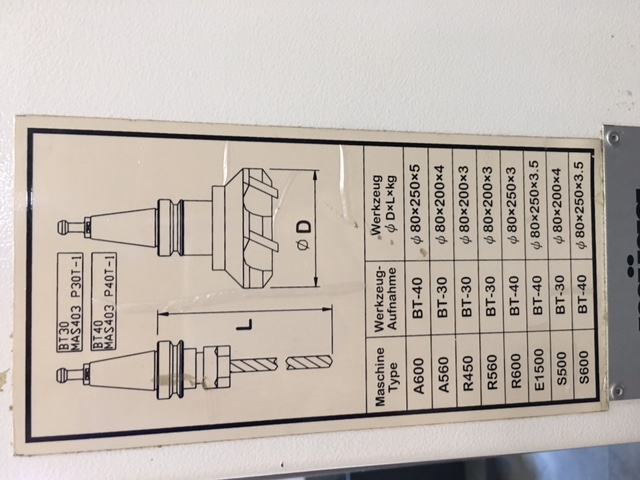 BT30
MAS403 P30T-1
BT40
MAS403 P40T-1
L
Ø D
Maschine Type Werkzeug-Aufnahme Werkzeug ϕ D×L×kg
A600 BT-40 ϕ 80×250×5
A560 BT-30 ϕ 80×200×4
R450 BT-30 ϕ 80×200×3
R560 BT-30 ϕ 80×200×3
R600 BT-40 ϕ 80×250×3
E1500 BT-40 ϕ 80×250×3.5
S500 BT-30 ϕ 80×200×4
S600 BT-40 ϕ 80×250×3.5